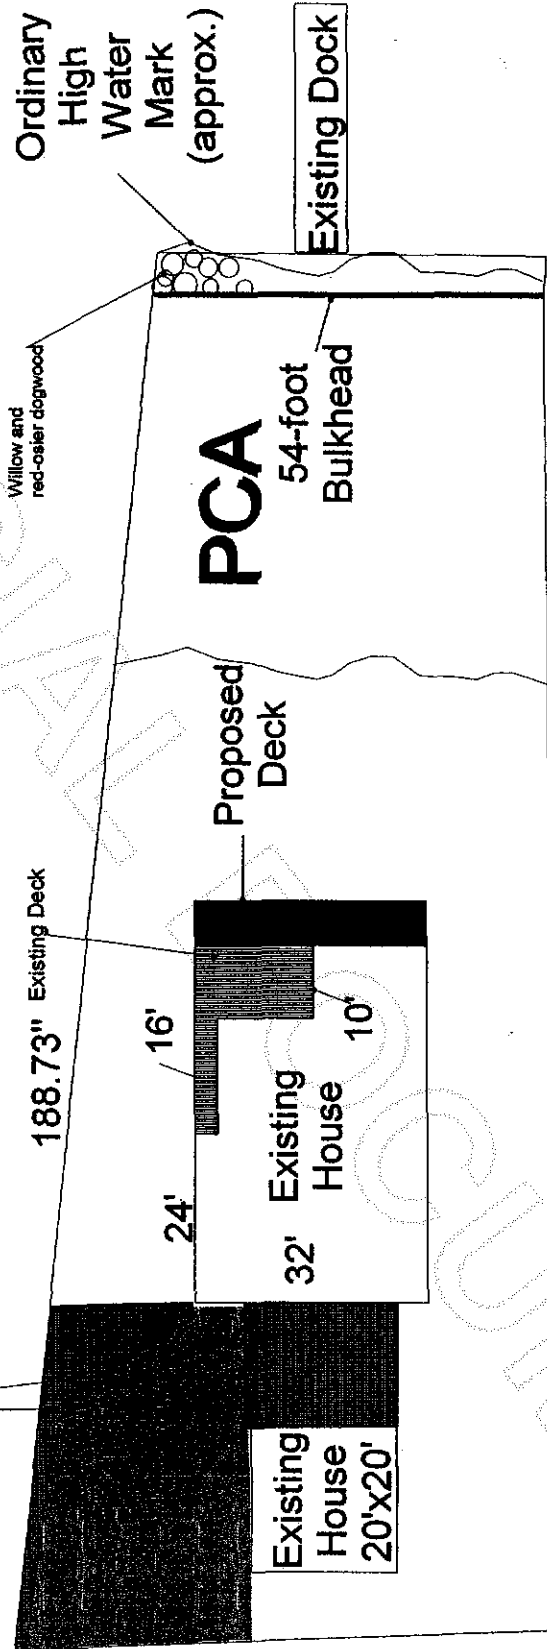 Ordinary
High
Water
Mark
(approx.)
Existing Dock
Willow and
red-osier dogwood
PCA
54-foot
Bulkhead
Proposed
Deck
188.73" Existing Deck
16'
10'
24'
Existing
House
32'
Existing
House
20'x20'